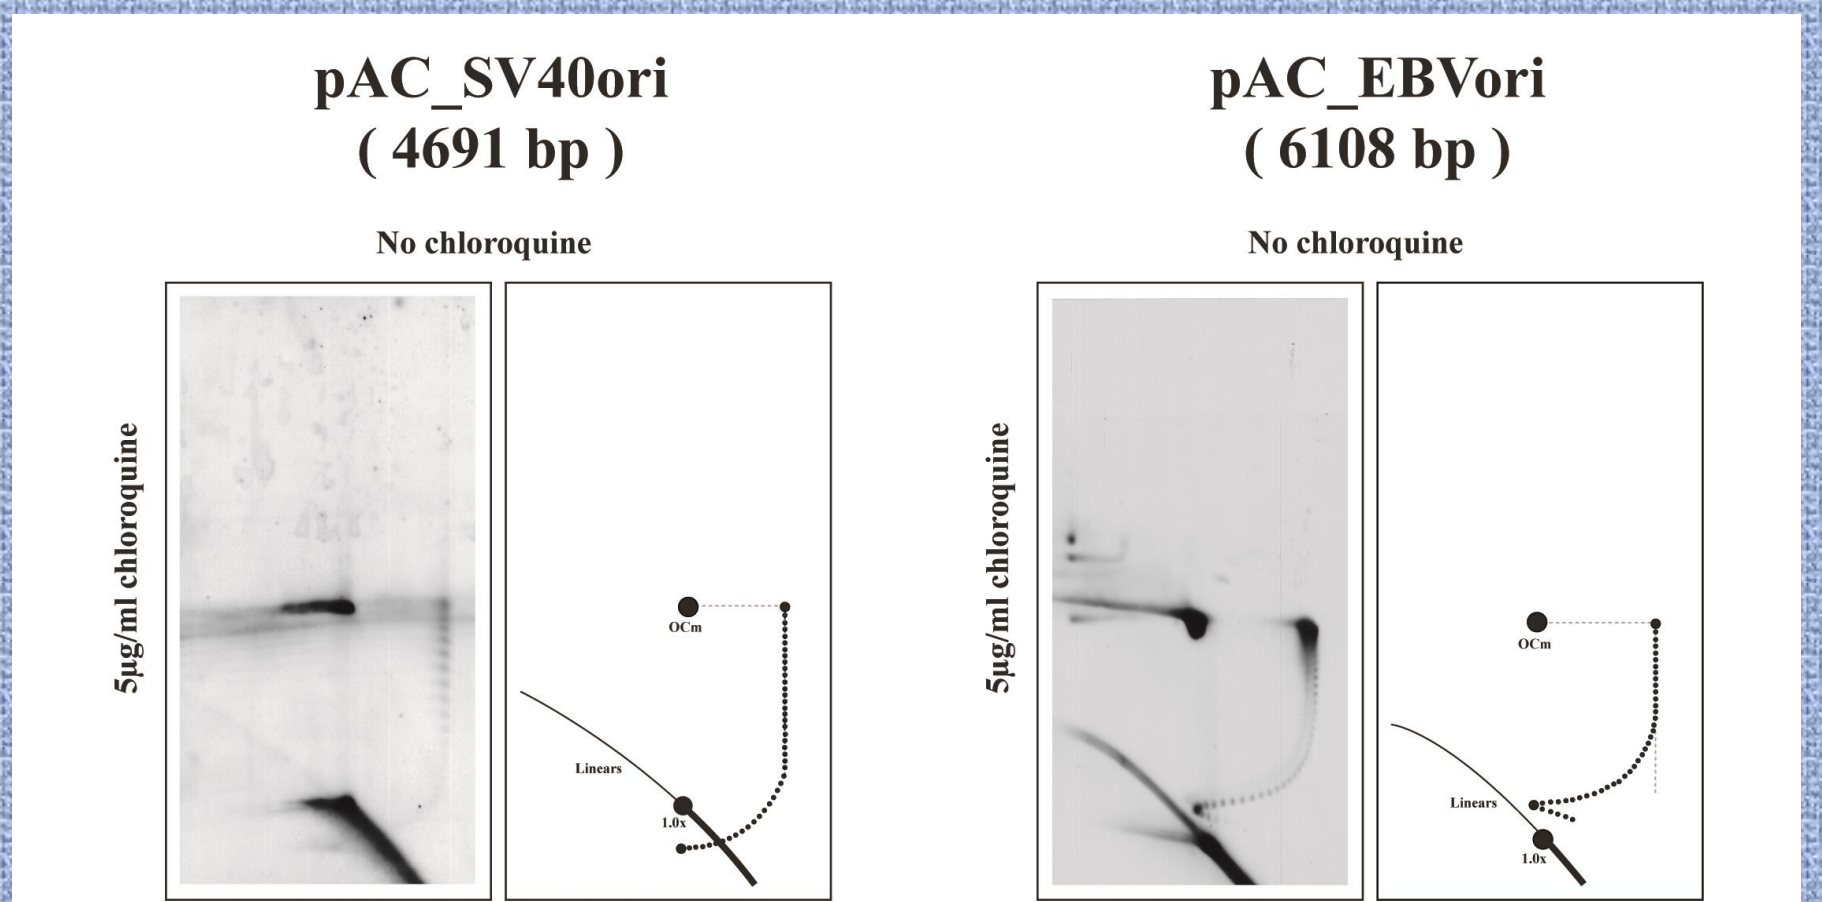 pAC_SV40ori
( 4691 bp )
No chloroquine
5µg/ml chloroquine
OCm
Linears
1.0x
pAC_EBVori
( 6108 bp )
No chloroquine
5µg/ml chloroquine
OCm
Linears
1.0x